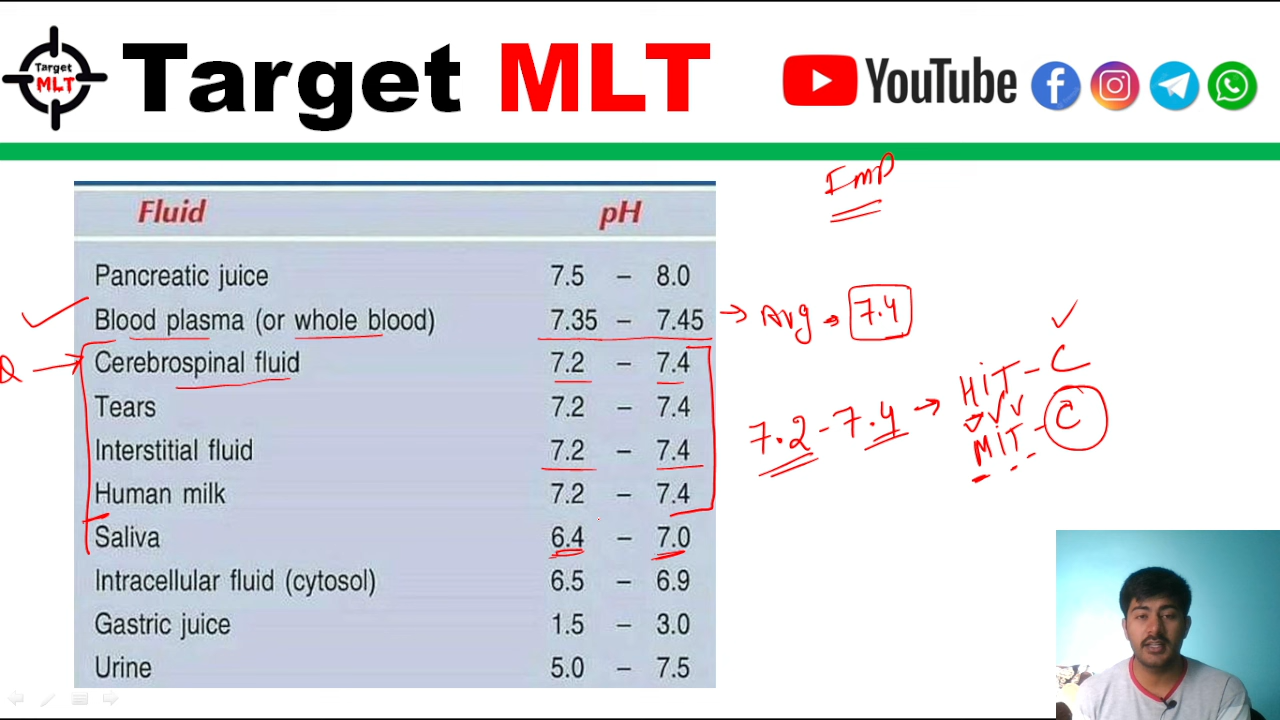 Target MLT
Target MLT YouTube
Imp
Fluid pH
Pancreatic juice 7.5 – 8.0
Blood plasma (or whole blood) 7.35 – 7.45 → Avg → 7.4
Q → Cerebrospinal fluid 7.2 – 7.4
Tears 7.2 – 7.4
Interstitial fluid 7.2 – 7.4
Human milk 7.2 – 7.4
Saliva 6.4 – 7.0
Intracellular fluid (cytosol) 6.5 – 6.9
Gastric juice 1.5 – 3.0
Urine 5.0 – 7.5
7.2 - 7.4 → HiT - C
MiT - C